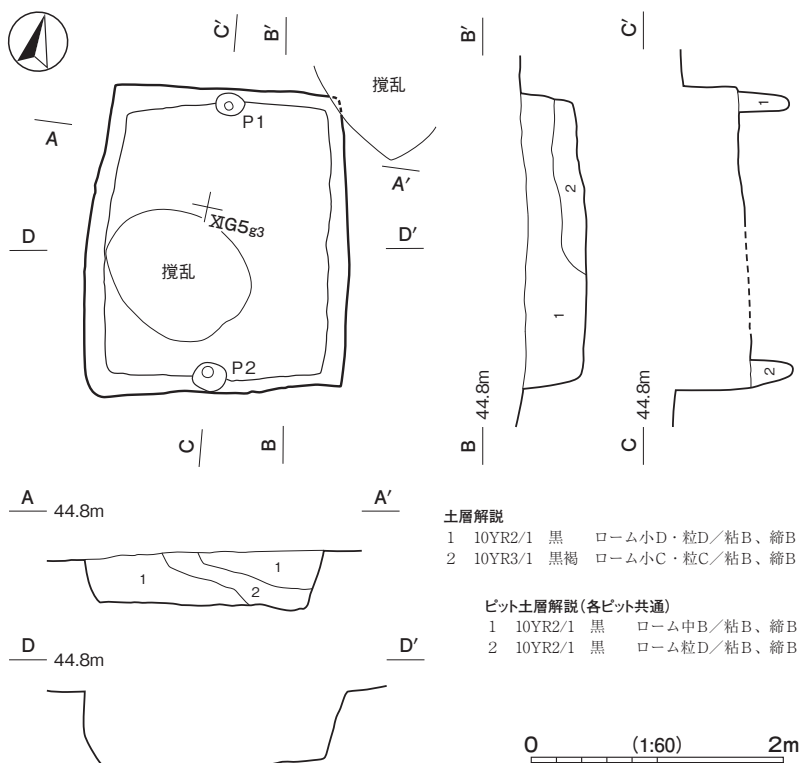 C′
B′
撹乱
P1
A
A′
ⅪG5g3
D
D′
撹乱
P2
C
B
B′
2
1
B
44.8m
C′
1
2
C
44.8m
A
44.8m
A′
1
1
2
D
44.8m
D′
土層解説
1 10YR2/1 黒 ローム小D・粒D／粘B、締B
2 10YR3/1 黒褐 ローム小C・粒C／粘B、締B
ピット土層解説(各ピット共通)
1 10YR2/1 黒 ローム中B／粘B、締B
2 10YR2/1 黒 ローム粒D／粘B、締B
0 (1:60) 2m